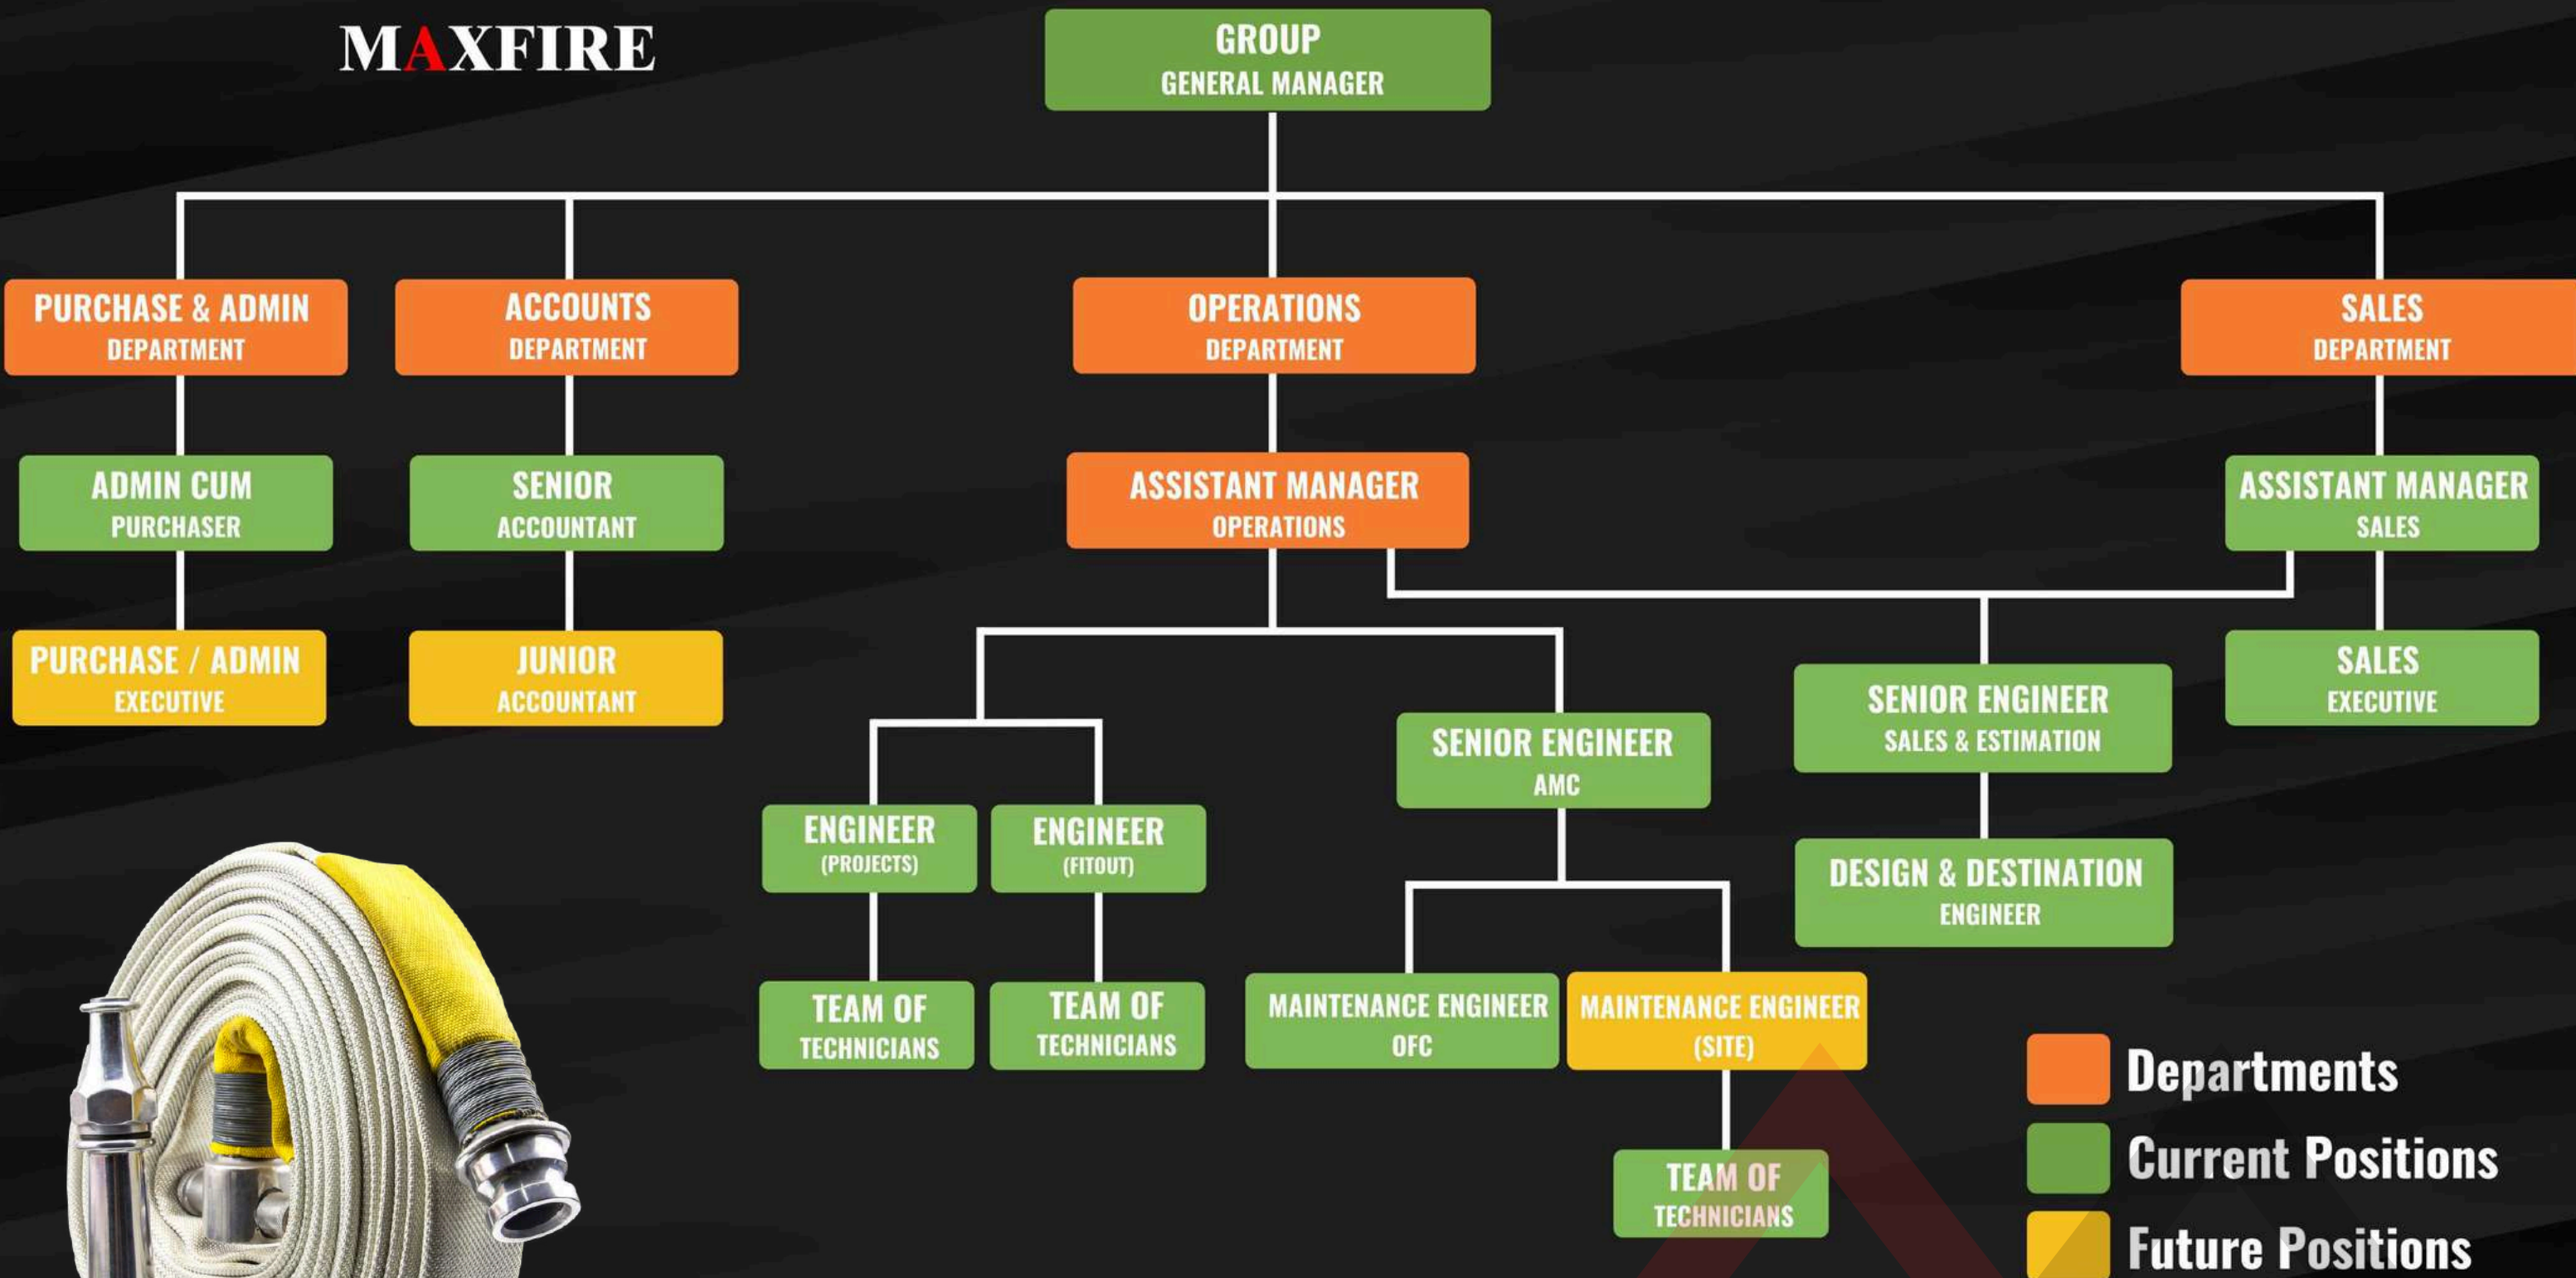 MAXFIRE
GROUP
GENERAL MANAGER
PURCHASE & ADMIN
DEPARTMENT
ACCOUNTS
DEPARTMENT
OPERATIONS
DEPARTMENT
SALES
DEPARTMENT
ADMIN CUM
PURCHASER
SENIOR
ACCOUNTANT
ASSISTANT MANAGER
OPERATIONS
ASSISTANT MANAGER
SALES
PURCHASE / ADMIN
EXECUTIVE
JUNIOR
ACCOUNTANT
SALES
EXECUTIVE
SENIOR ENGINEER
SALES & ESTIMATION
SENIOR ENGINEER
AMC
ENGINEER
(PROJECTS)
ENGINEER
(FITOUT)
DESIGN & DESTINATION
ENGINEER
TEAM OF
TECHNICIANS
TEAM OF
TECHNICIANS
MAINTENANCE ENGINEER
OFC
MAINTENANCE ENGINEER
(SITE)
TEAM OF
TECHNICIANS
Departments
Current Positions
Future Positions